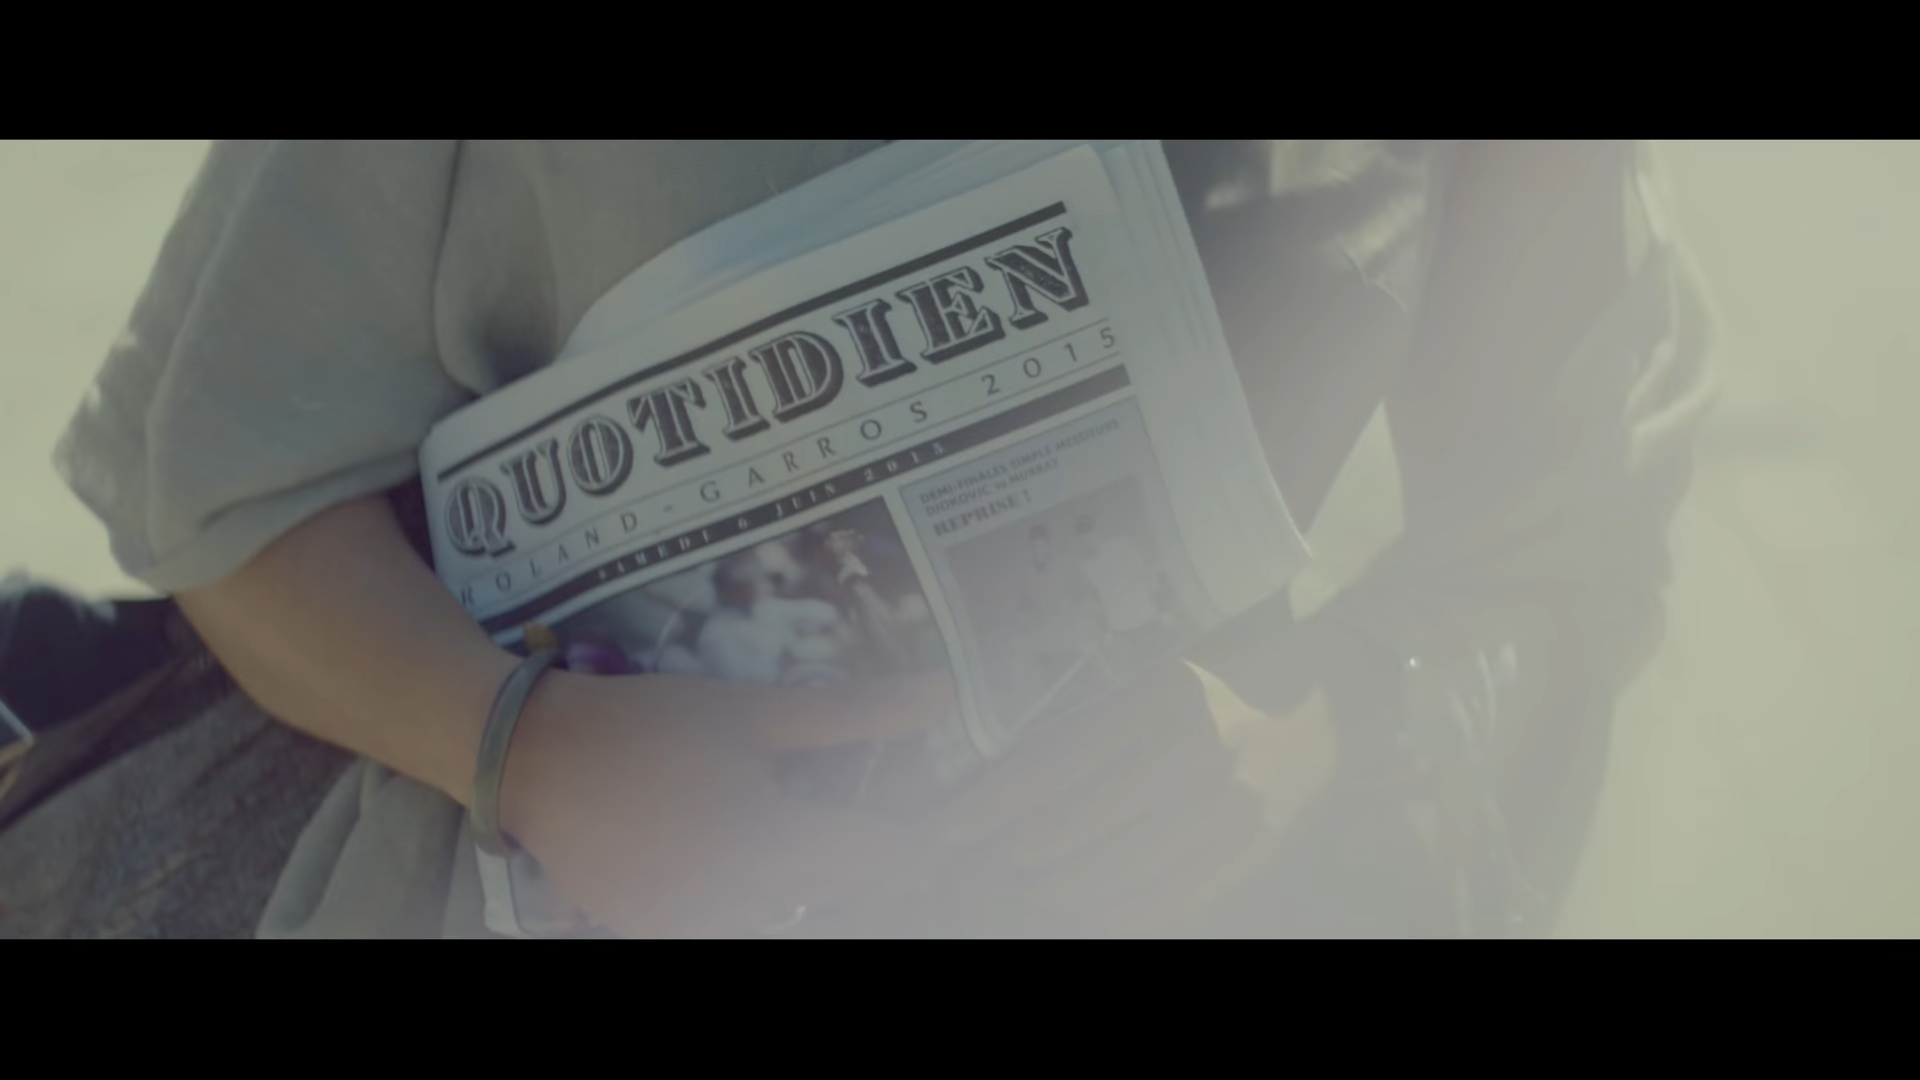 QUOTIDIEN
ROLAND-GARROS 2015
SAMEDI 6 JUIN 2015
DEMI-FINALES SIMPLE MESSIEURS
DJOKOVIC vs MURRAY
REPRISE !